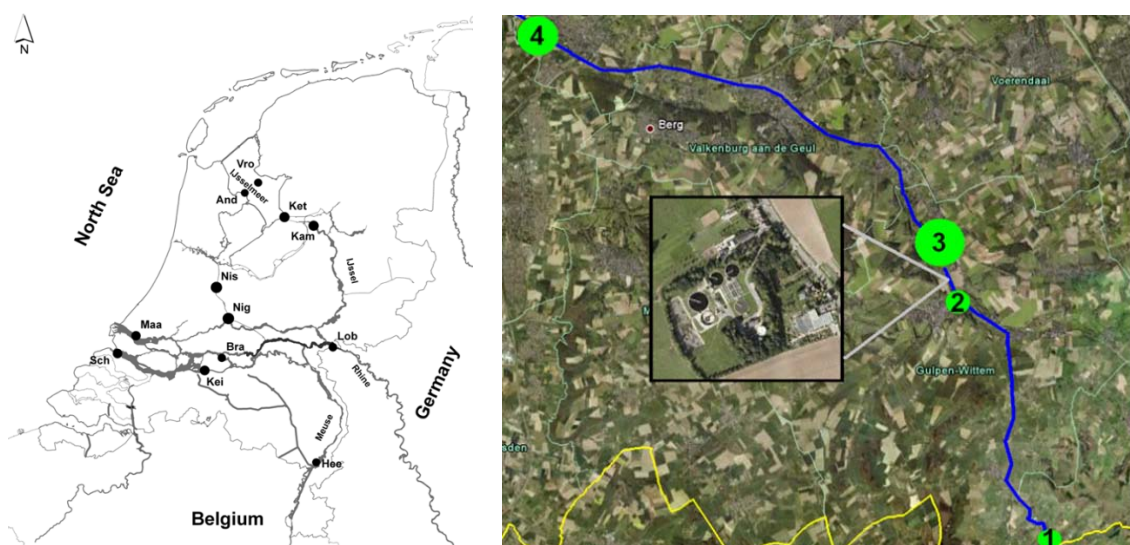 N
North Sea
Vro
IJsselmeer
And
Ket
Kam
IJssel
Nis
Nig
Maa
Sch
Bra
Lob
Kei
Rhine
Germany
Meuse
Hee
Belgium
4
Voerendaal
Berg
Valkenburg aan de Geul
3
2
M
Gulpen-Wittem
sden
1